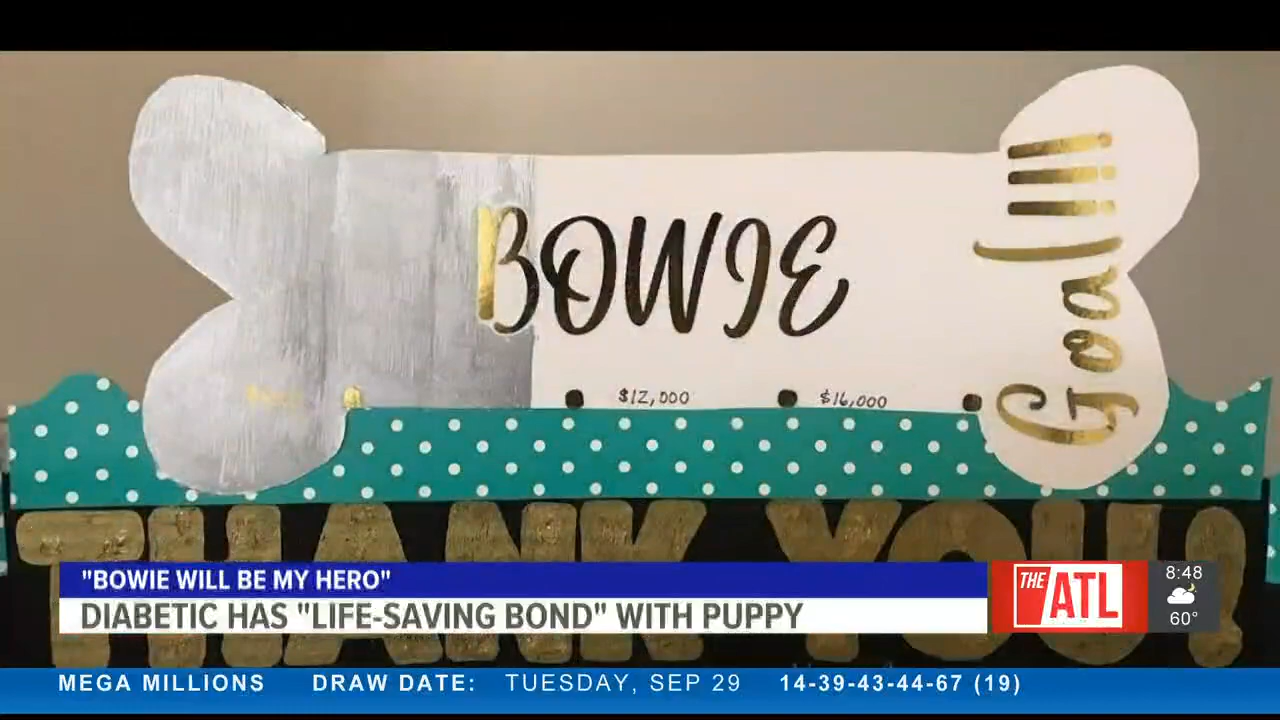 BOWIE
Goal!!!
$12,000
$16,000
THANK YOU!
"BOWIE WILL BE MY HERO"
DIABETIC HAS "LIFE-SAVING BOND" WITH PUPPY
THE ATL
8:48
60°
MEGA MILLIONS DRAW DATE: TUESDAY, SEP 29 14-39-43-44-67 (19)